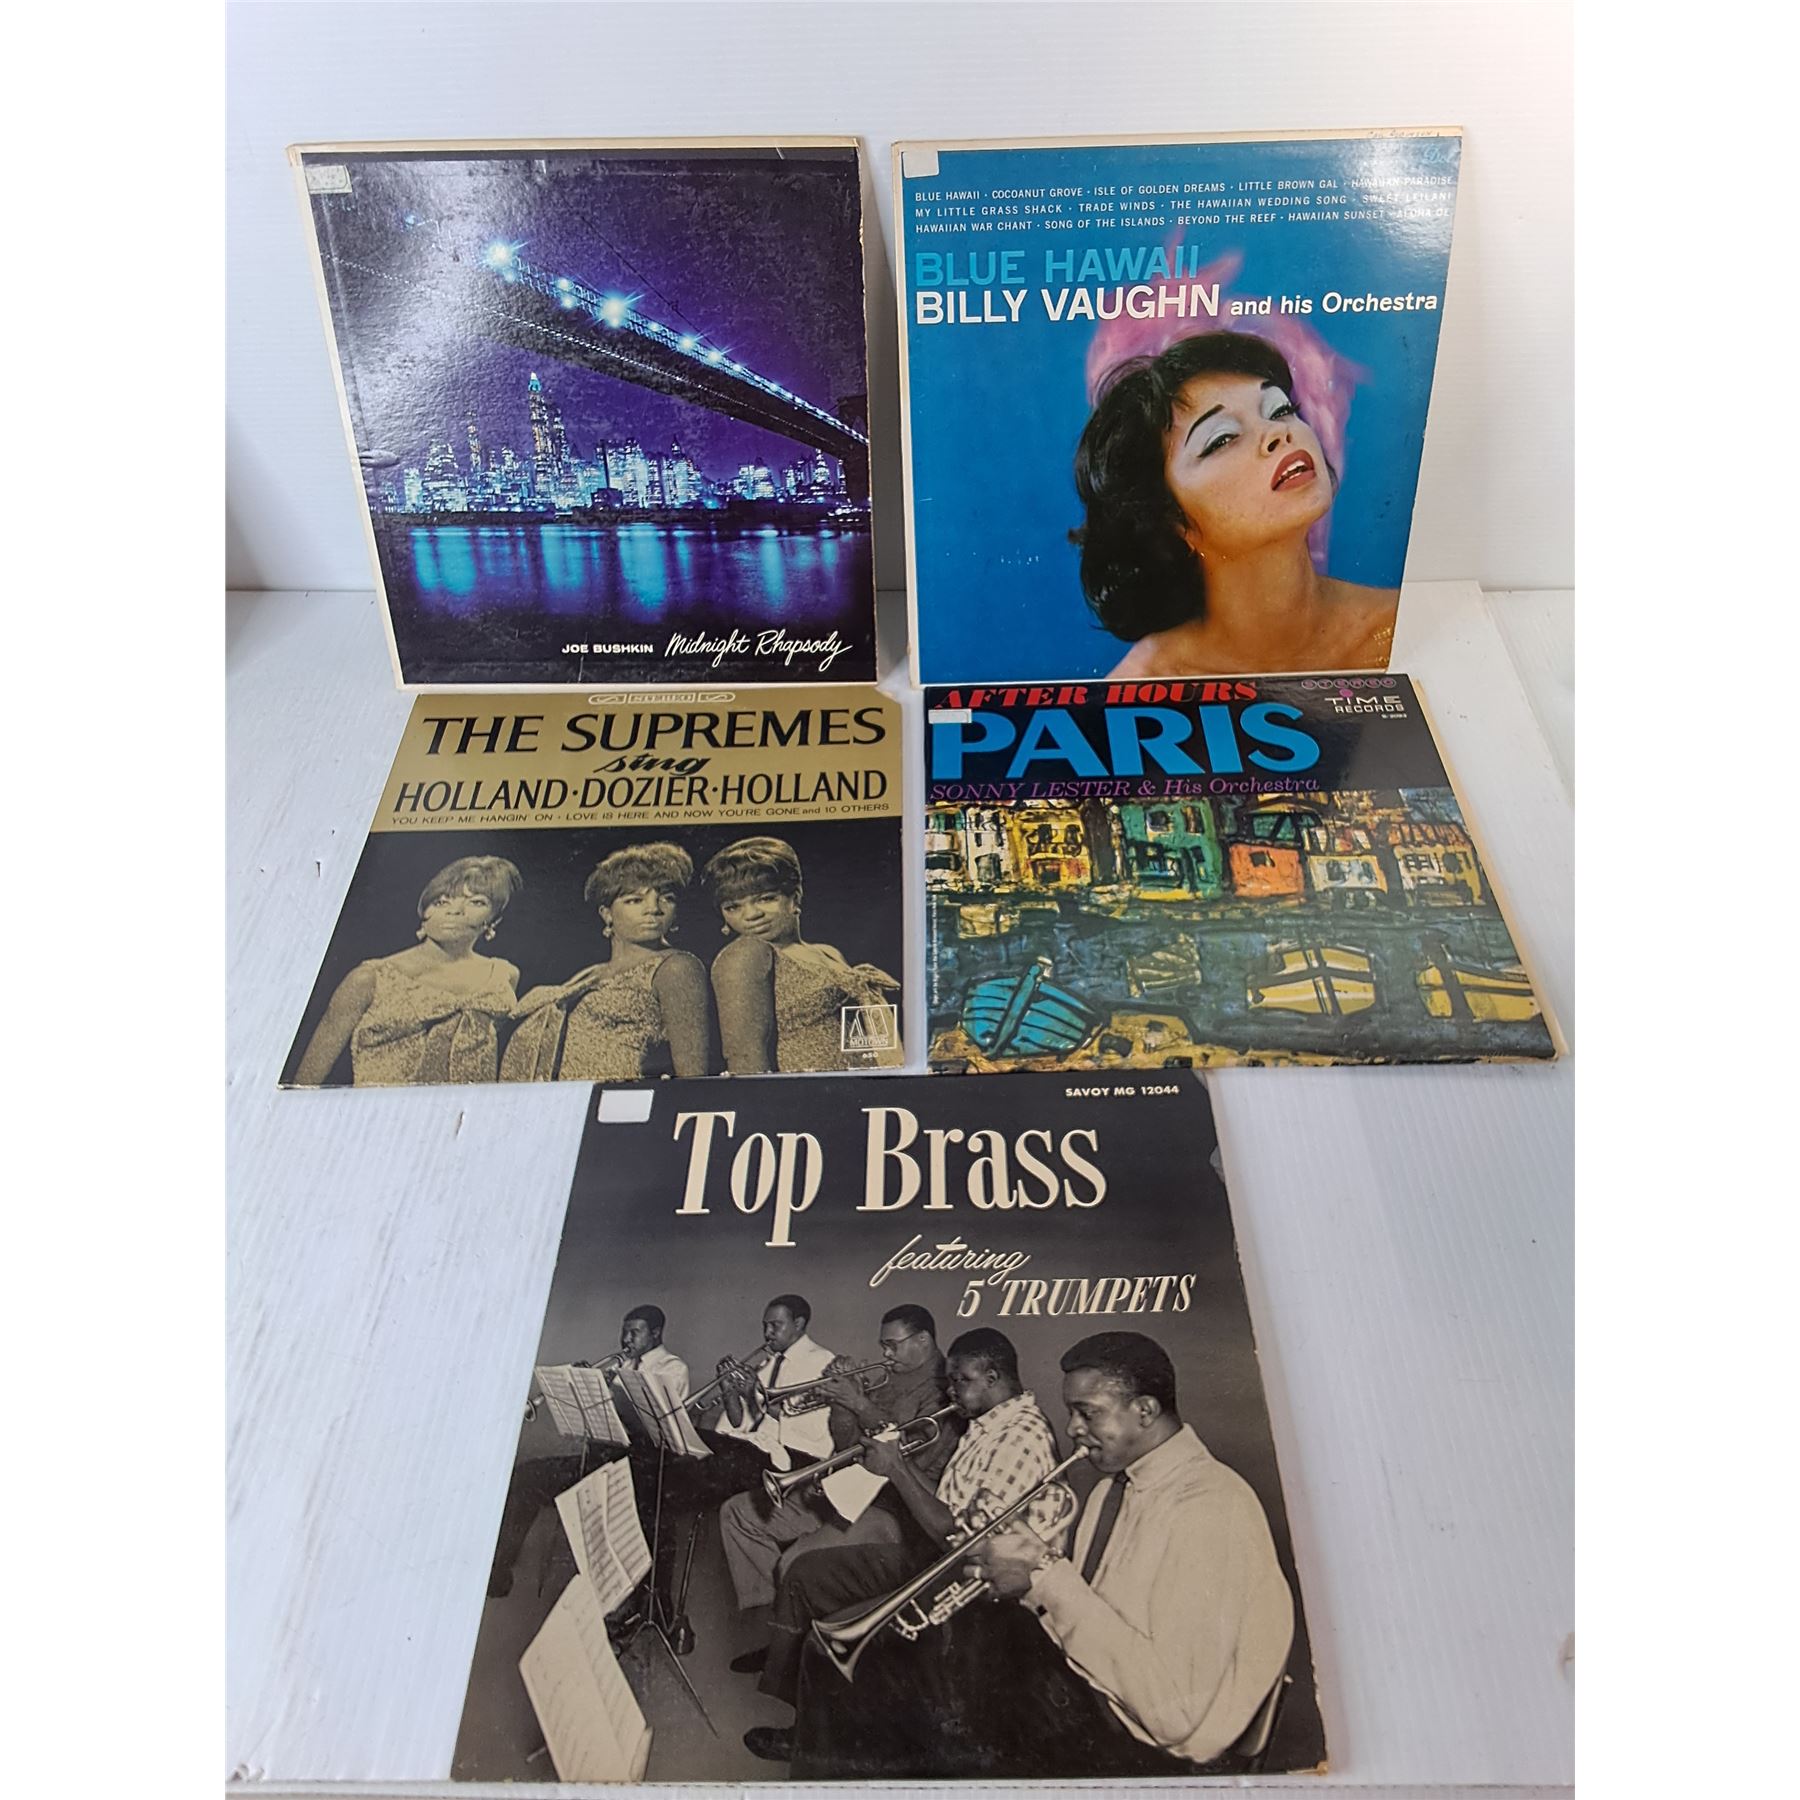 JOE BUSHKIN Midnight Rhapsody
BLUE HAWAII · COCOANUT GROVE · ISLE OF GOLDEN DREAMS · LITTLE BROWN GAL · HAWAIIAN PARADISE
MY LITTLE GRASS SHACK · TRADE WINDS · THE HAWAIIAN WEDDING SONG · SWEET LEILANI
HAWAIIAN WAR CHANT · SONG OF THE ISLANDS · BEYOND THE REEF · HAWAIIAN SUNSET · ALOHA OE
BLUE HAWAII
BILLY VAUGHN and his Orchestra
STEREO
THE SUPREMES
sing
HOLLAND·DOZIER·HOLLAND
YOU KEEP ME HANGIN' ON · LOVE IS HERE AND NOW YOU'RE GONE and 10 OTHERS
MOTOWN
650
AFTER HOURS
STEREO
TIME
RECORDS
PARIS
SONNY LESTER & His Orchestra
SAVOY MG 12044
Top Brass
featuring
5 TRUMPETS